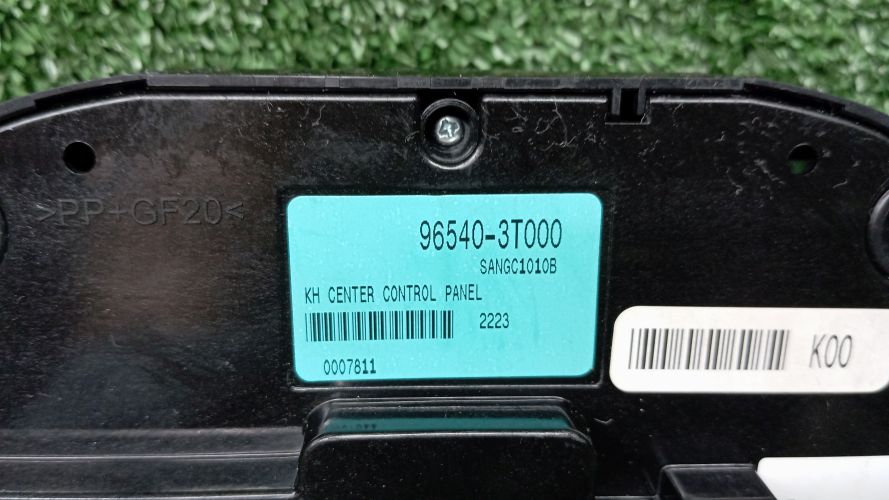 >PP+GF20<
96540-3T000
SANGC1010B
KH CENTER CONTROL PANEL
2223
0007811
K00